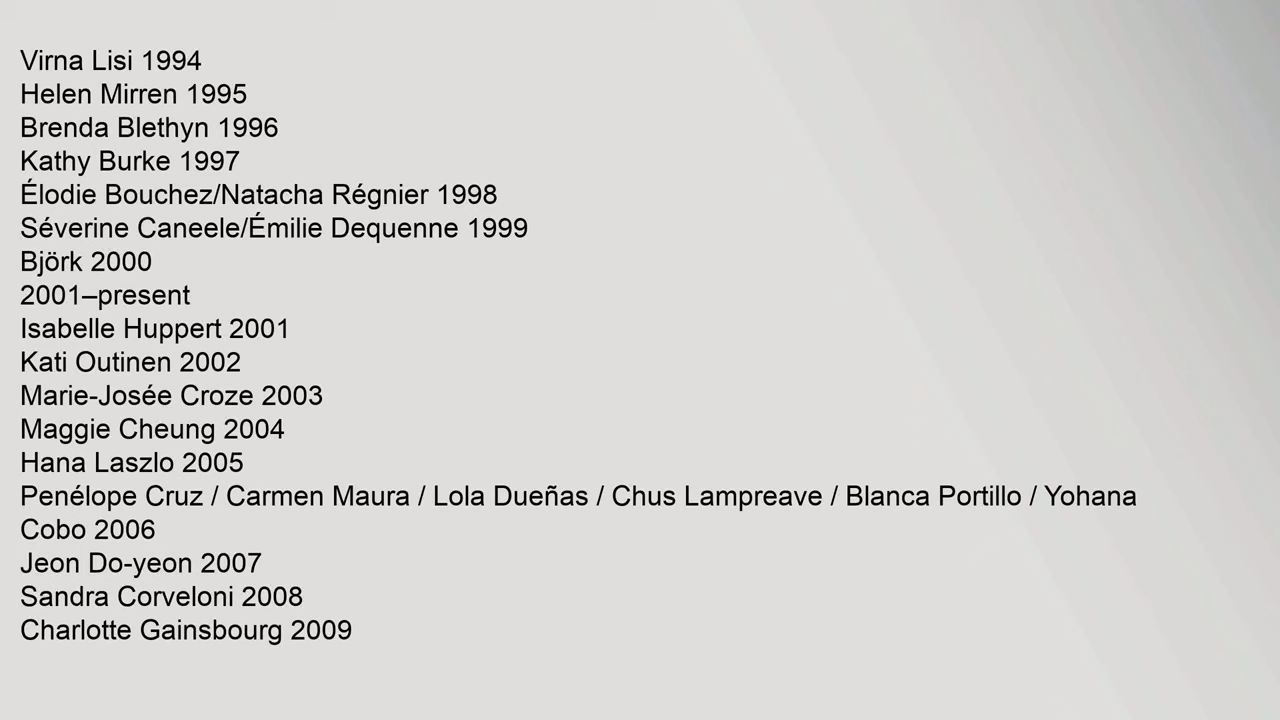 Virna Lisi 1994
Helen Mirren 1995
Brenda Blethyn 1996
Kathy Burke 1997
Élodie Bouchez/Natacha Régnier 1998
Séverine Caneele/Émilie Dequenne 1999
Björk 2000
2001–present
Isabelle Huppert 2001
Kati Outinen 2002
Marie-Josée Croze 2003
Maggie Cheung 2004
Hana Laszlo 2005
Penélope Cruz / Carmen Maura / Lola Dueñas / Chus Lampreave / Blanca Portillo / Yohana
Cobo 2006
Jeon Do-yeon 2007
Sandra Corveloni 2008
Charlotte Gainsbourg 2009